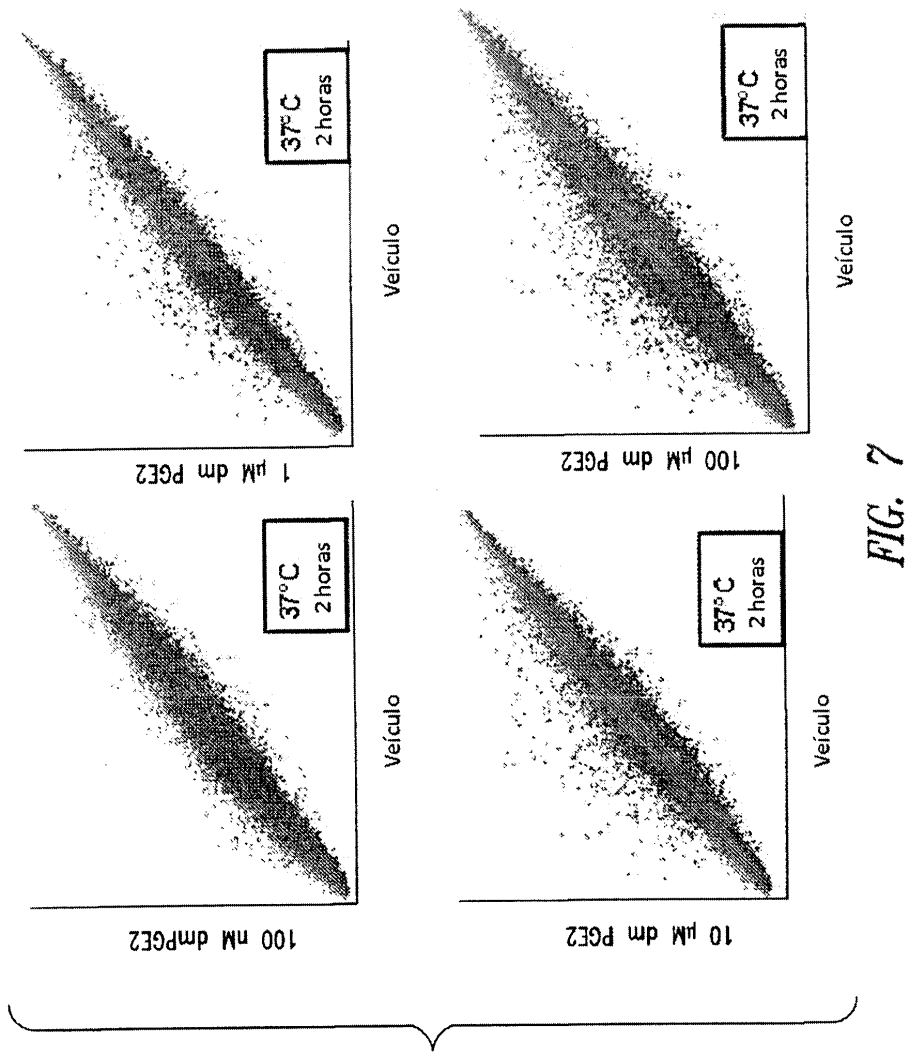 100 nM dmPGE2
37°C
2 horas
Veículo
1 µM dm PGE2
37°C
2 horas
Veículo
10 µM dm PGE2
37°C
2 horas
Veículo
100 µM dm PGE2
37°C
2 horas
Veículo
FIG. 7